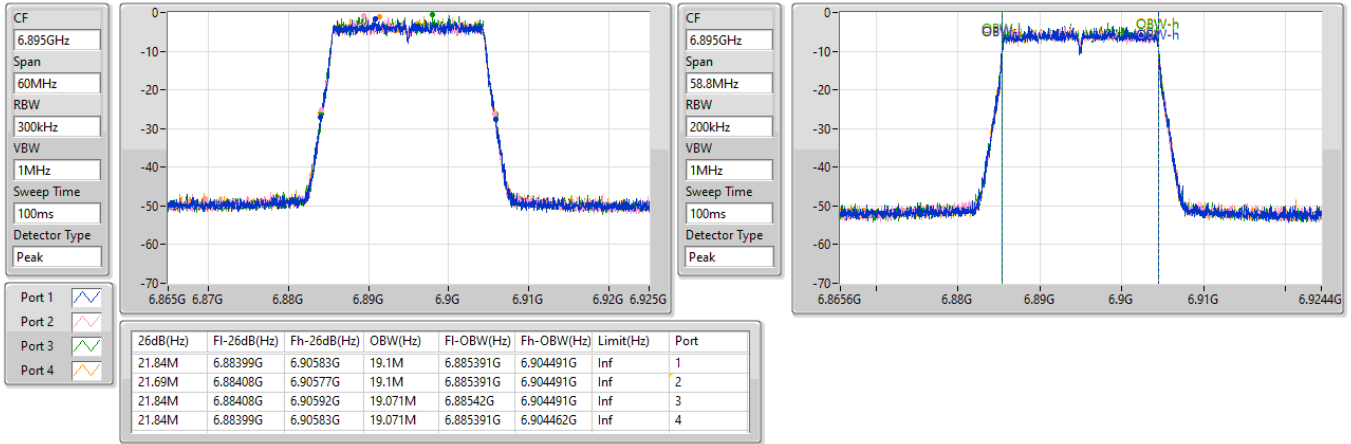 CF
6.895GHz
Span
60MHz
RBW
300kHz
VBW
1MHz
Sweep Time
100ms
Detector Type
Peak
0
-10
-20
-30
-40
-50
-60
-70
6.865G 6.87G 6.88G 6.89G 6.9G 6.91G 6.92G 6.925G
CF
6.895GHz
Span
58.8MHz
RBW
200kHz
VBW
1MHz
Sweep Time
100ms
Detector Type
Peak
0
-10
-20
-30
-40
-50
-60
-70
OBW-h
OBW-h
6.8656G 6.88G 6.89G 6.9G 6.91G 6.9244G
Port 1
Port 2
Port 3
Port 4
26dB(Hz) Fl-26dB(Hz) Fh-26dB(Hz) OBW(Hz) Fl-OBW(Hz) Fh-OBW(Hz) Limit(Hz) Port
21.84M 6.88399G 6.90583G 19.1M 6.885391G 6.904491G Inf 1
21.69M 6.88408G 6.90577G 19.1M 6.885391G 6.904491G Inf 2
21.84M 6.88408G 6.90592G 19.071M 6.88542G 6.904491G Inf 3
21.84M 6.88399G 6.90583G 19.071M 6.885391G 6.904462G Inf 4